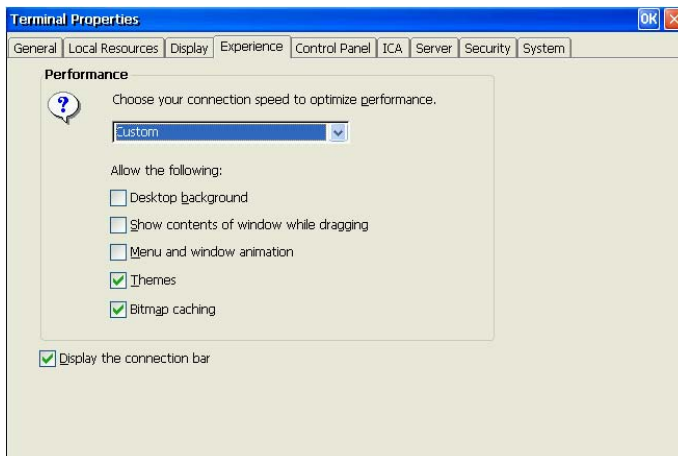 Terminal Properties OK
General Local Resources Display Experience Control Panel ICA Server Security System
Performance
Choose your connection speed to optimize performance.
Custom
Allow the following:
Desktop background
Show contents of window while dragging
Menu and window animation
Themes
Bitmap caching
Display the connection bar